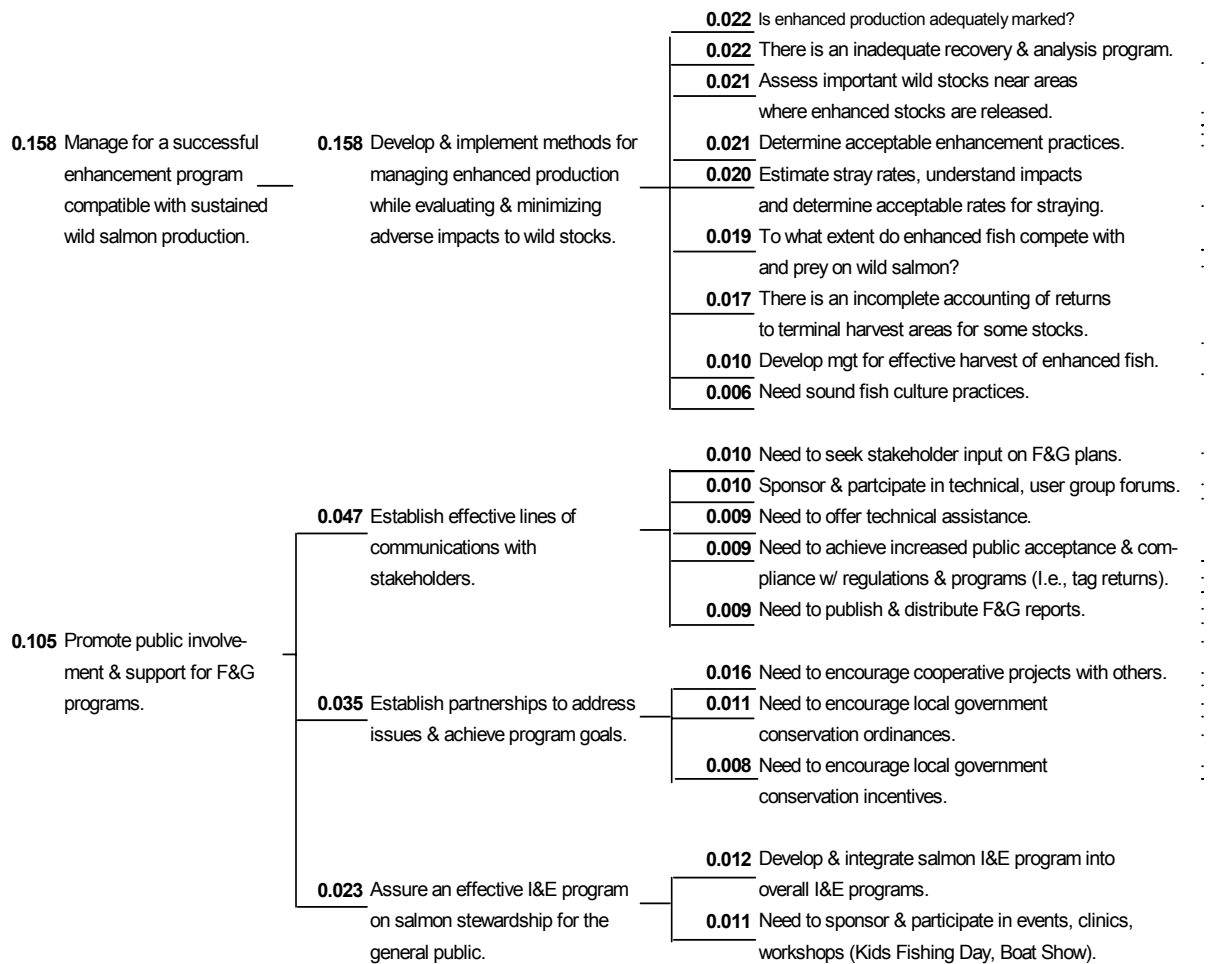 0.158 Manage for a successful
enhancement program
compatible with sustained
wild salmon production.
0.158 Develop & implement methods for
managing enhanced production
while evaluating & minimizing
adverse impacts to wild stocks.
0.022 Is enhanced production adequately marked?
0.022 There is an inadequate recovery & analysis program.
0.021 Assess important wild stocks near areas
where enhanced stocks are released.
0.021 Determine acceptable enhancement practices.
0.020 Estimate stray rates, understand impacts
and determine acceptable rates for straying.
0.019 To what extent do enhanced fish compete with
and prey on wild salmon?
0.017 There is an incomplete accounting of returns
to terminal harvest areas for some stocks.
0.010 Develop mgt for effective harvest of enhanced fish.
0.006 Need sound fish culture practices.
0.105 Promote public involve-
ment & support for F&G
programs.
0.047 Establish effective lines of
communications with
stakeholders.
0.010 Need to seek stakeholder input on F&G plans.
0.010 Sponsor & partcipate in technical, user group forums.
0.009 Need to offer technical assistance.
0.009 Need to achieve increased public acceptance & com-
pliance w/ regulations & programs (I.e., tag returns).
0.009 Need to publish & distribute F&G reports.
0.035 Establish partnerships to address
issues & achieve program goals.
0.016 Need to encourage cooperative projects with others.
0.011 Need to encourage local government
conservation ordinances.
0.008 Need to encourage local government
conservation incentives.
0.023 Assure an effective I&E program
on salmon stewardship for the
general public.
0.012 Develop & integrate salmon I&E program into
overall I&E programs.
0.011 Need to sponsor & participate in events, clinics,
workshops (Kids Fishing Day, Boat Show).